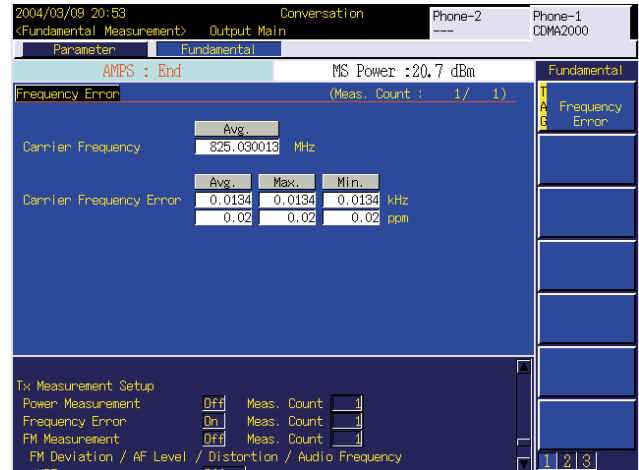 2004/03/09 20:53 Conversation Phone-2 Phone-1
<Fundamental Measurement> Output Main --- CDMA2000
Parameter Fundamental
AMPS : End MS Power :20.7 dBm Fundamental
Frequency Error (Meas. Count : 1/ 1)
TAG Frequency Error
Avg.
Carrier Frequency 825.030013 MHz
Avg. Max. Min.
Carrier Frequency Error 0.0134 0.0134 0.0134 kHz
0.02 0.02 0.02 ppm
Tx Measurement Setup
Power Measurement Off Meas. Count 1
Frequency Error On Meas. Count 1
FM Measurement Off Meas. Count 1
FM Deviation / AF Level / Distortion / Audio Frequency
1 2 3